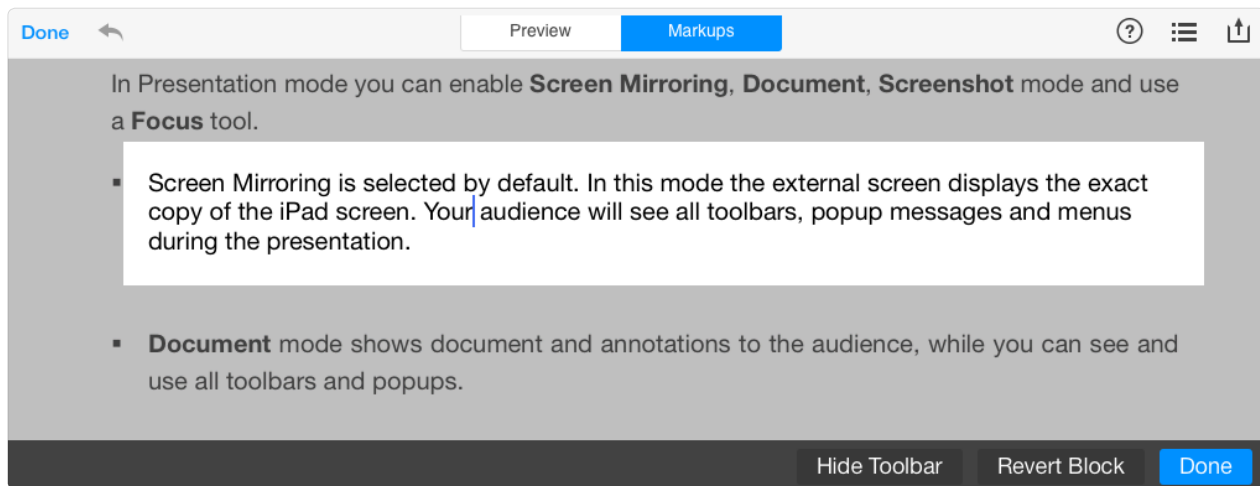 Done
Preview
Markups
?
In Presentation mode you can enable Screen Mirroring, Document, Screenshot mode and use
a Focus tool.
▪ Screen Mirroring is selected by default. In this mode the external screen displays the exact
copy of the iPad screen. Your audience will see all toolbars, popup messages and menus
during the presentation.
▪ Document mode shows document and annotations to the audience, while you can see and
use all toolbars and popups.
Hide Toolbar
Revert Block
Done